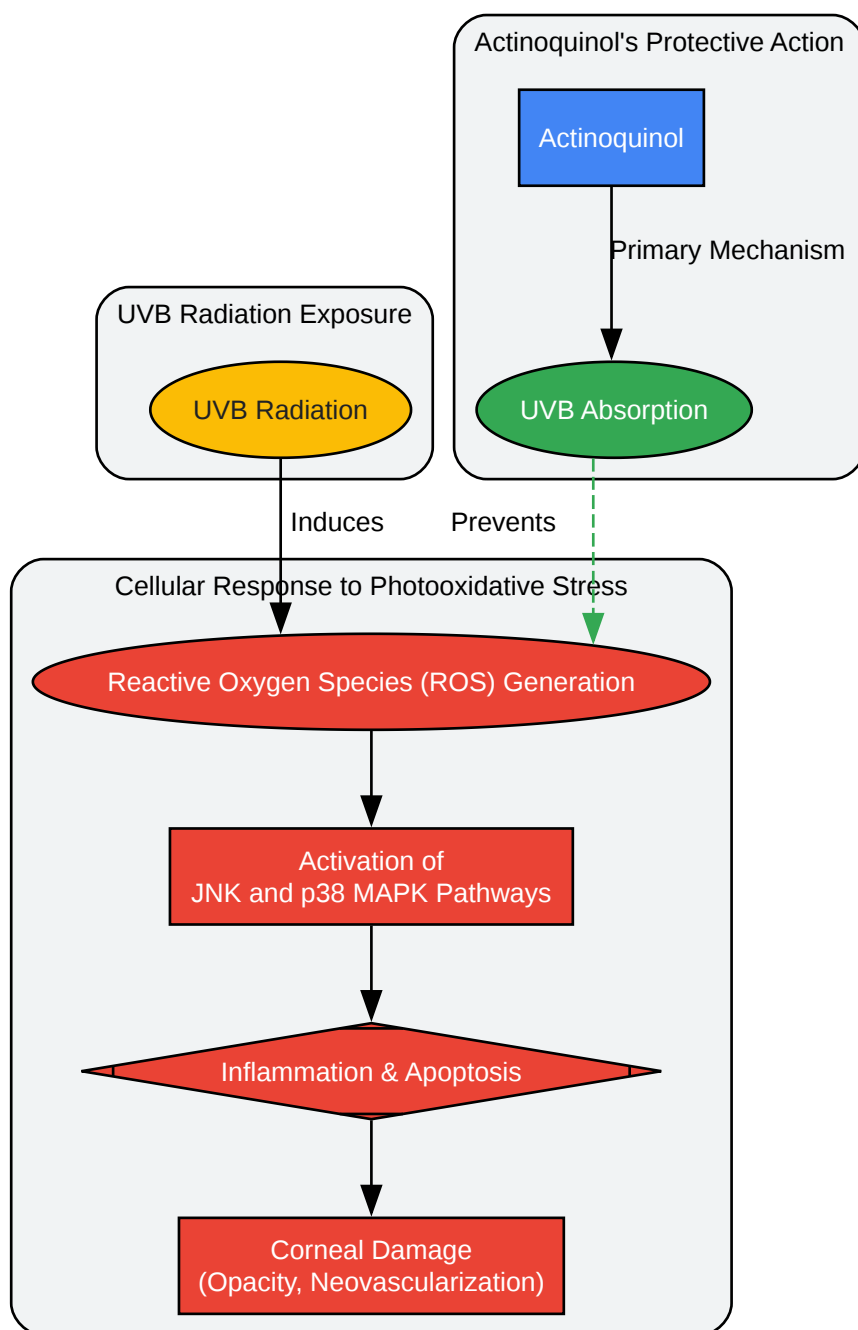 Actinoquinol's Protective Action
Actinoquinol
Primary Mechanism
UVB Radiation Exposure
UVB Radiation
UVB Absorption
Induces
Prevents
Cellular Response to Photooxidative Stress
Reactive Oxygen Species (ROS) Generation
Activation of
JNK and p38 MAPK Pathways
Inflammation & Apoptosis
Corneal Damage
(Opacity, Neovascularization)